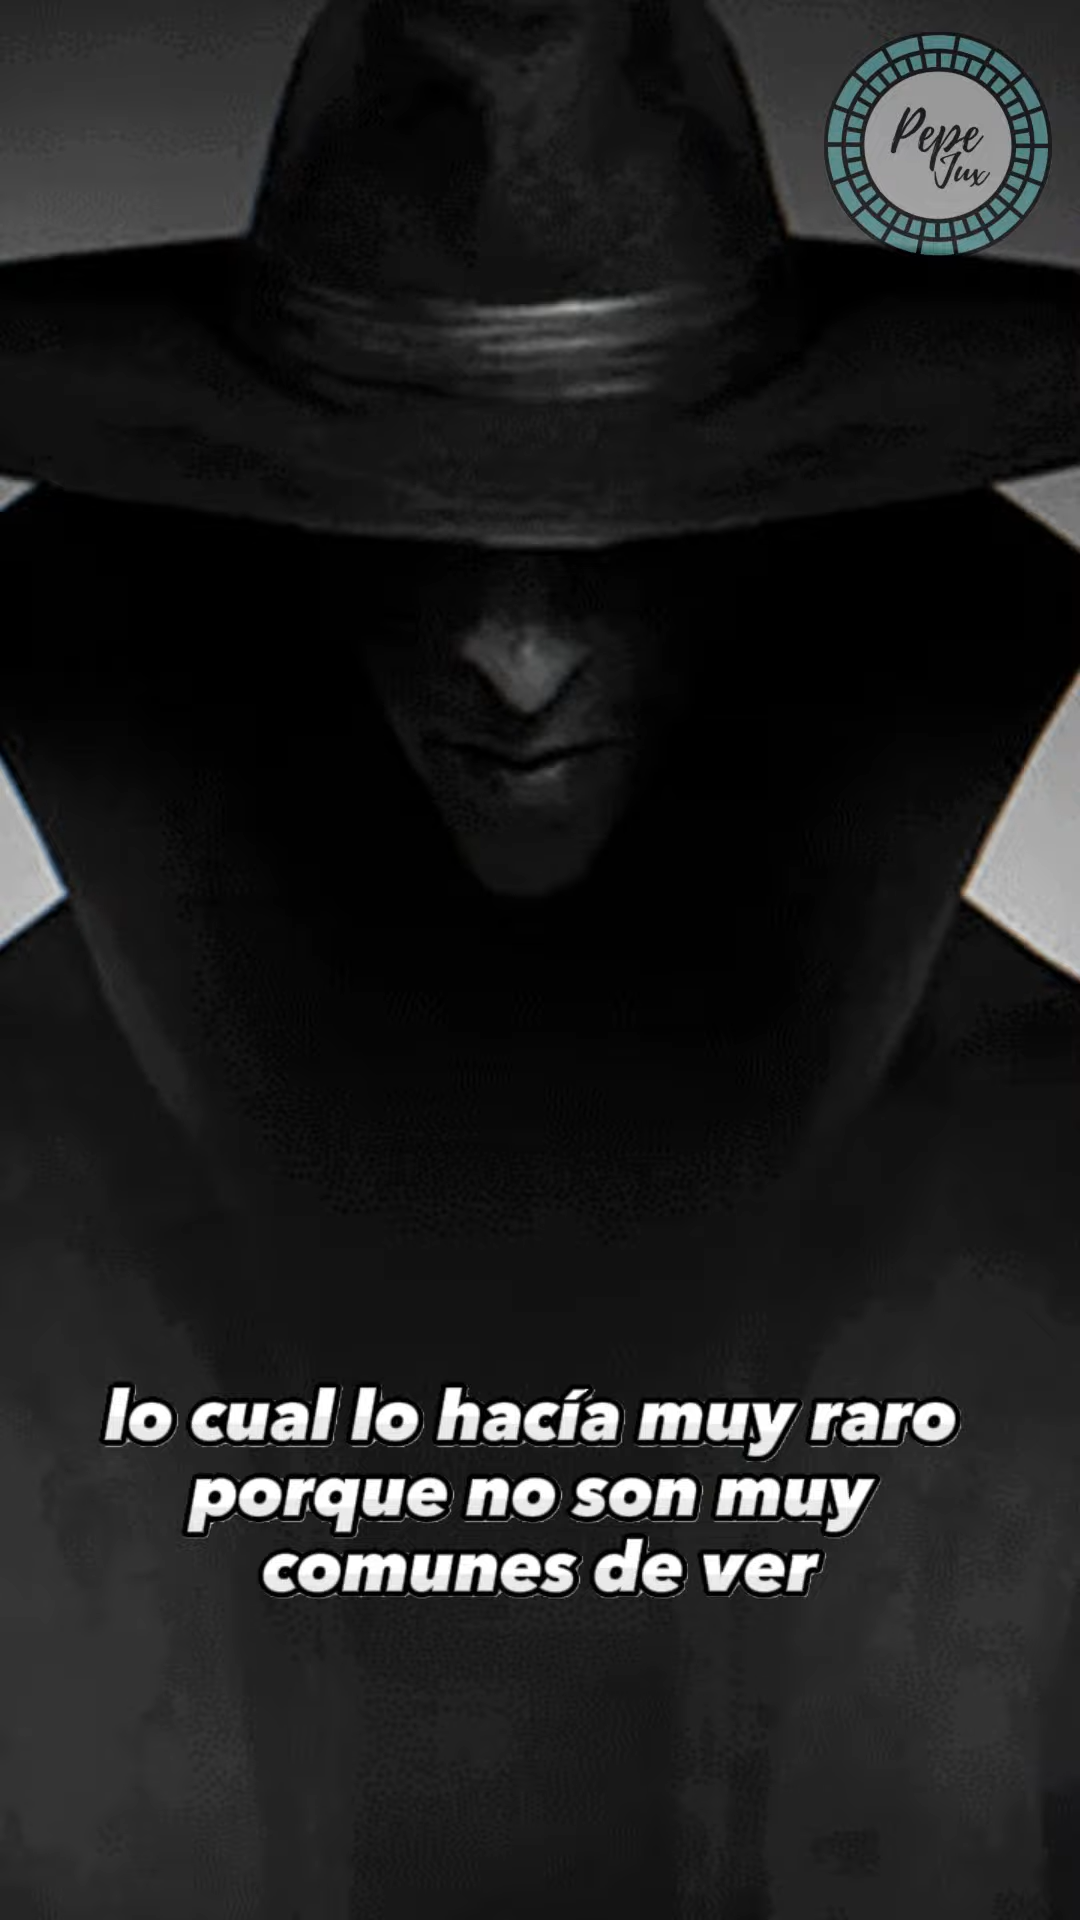 Pepe
Jux
lo cual lo hacía muy raro
porque no son muy
comunes de ver